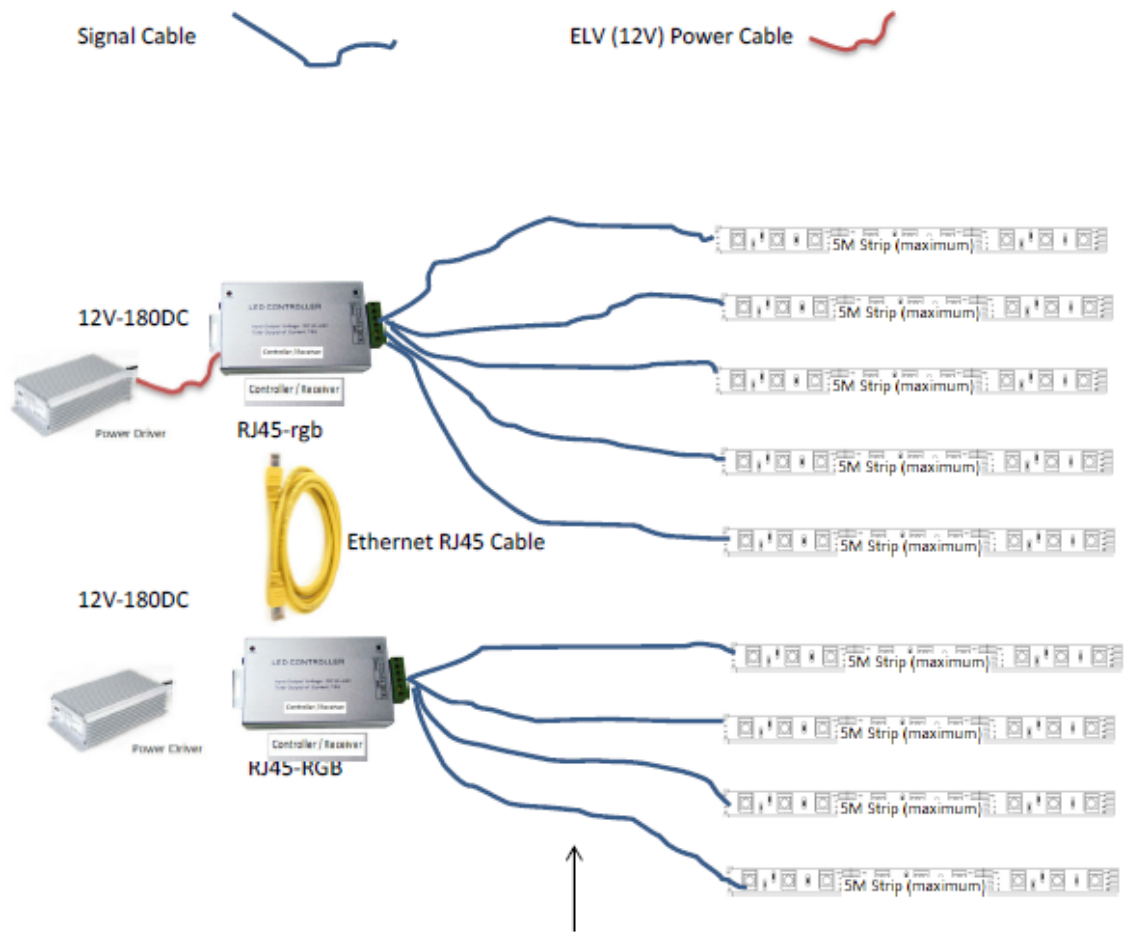 Signal Cable
ELV (12V) Power Cable
5M Strip (maximum)
5M Strip (maximum)
12V-180DC
LED CONTROLLER
Controller/Receiver
Controller / Receiver
5M Strip (maximum)
Power Driver
RJ45-rgb
5M Strip (maximum)
Ethernet RJ45 Cable
5M Strip (maximum)
12V-180DC
LED CONTROLLER
Controller/Receiver
Controller / Receiver
5M Strip (maximum)
Power Driver
RJ45-RGB
5M Strip (maximum)
5M Strip (maximum)
5M Strip (maximum)